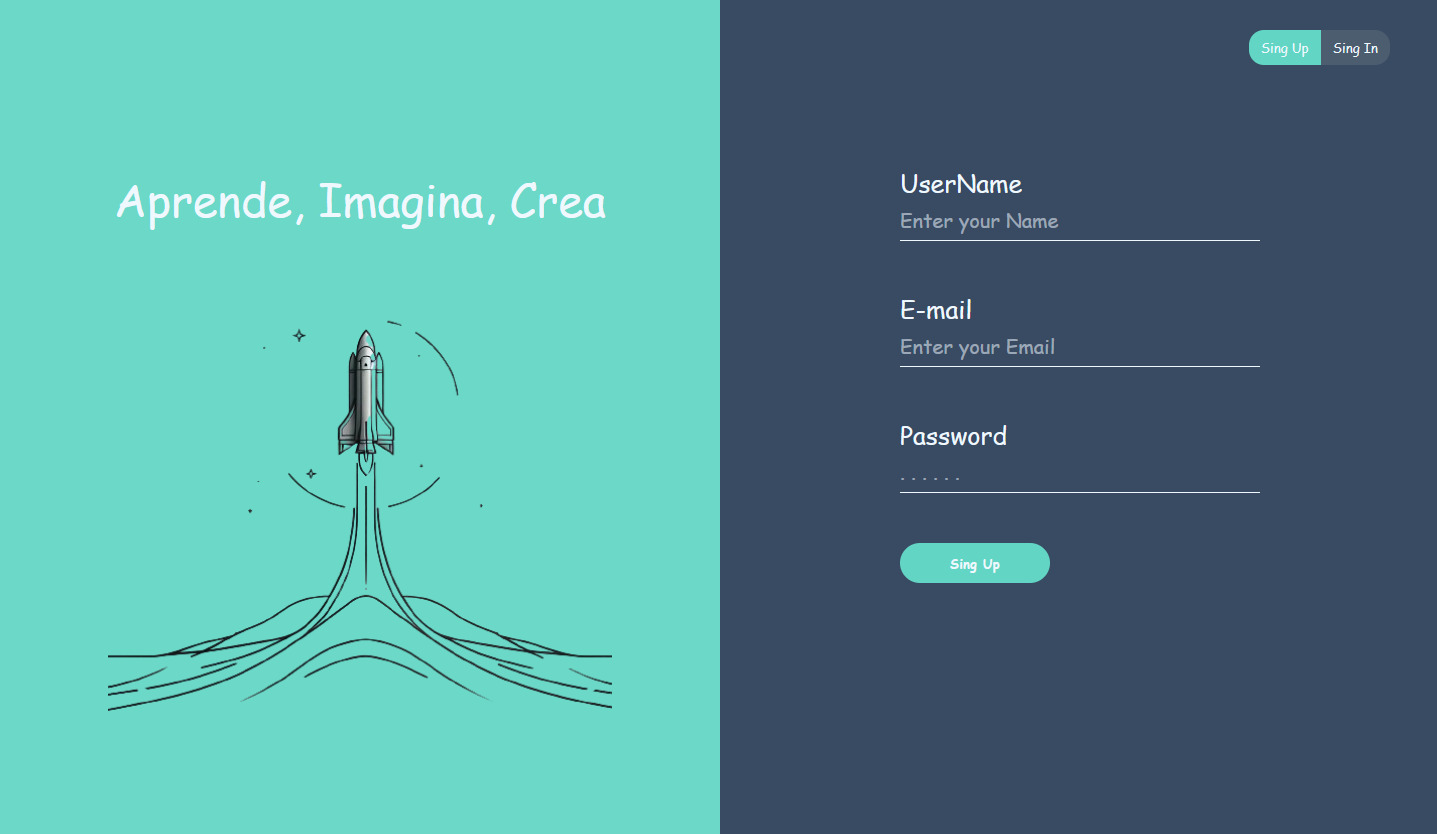 Sing Up Sing In
Aprende, Imagina, Crea
UserName
Enter your Name
E-mail
Enter your Email
Password
. . . . . .
Sing Up